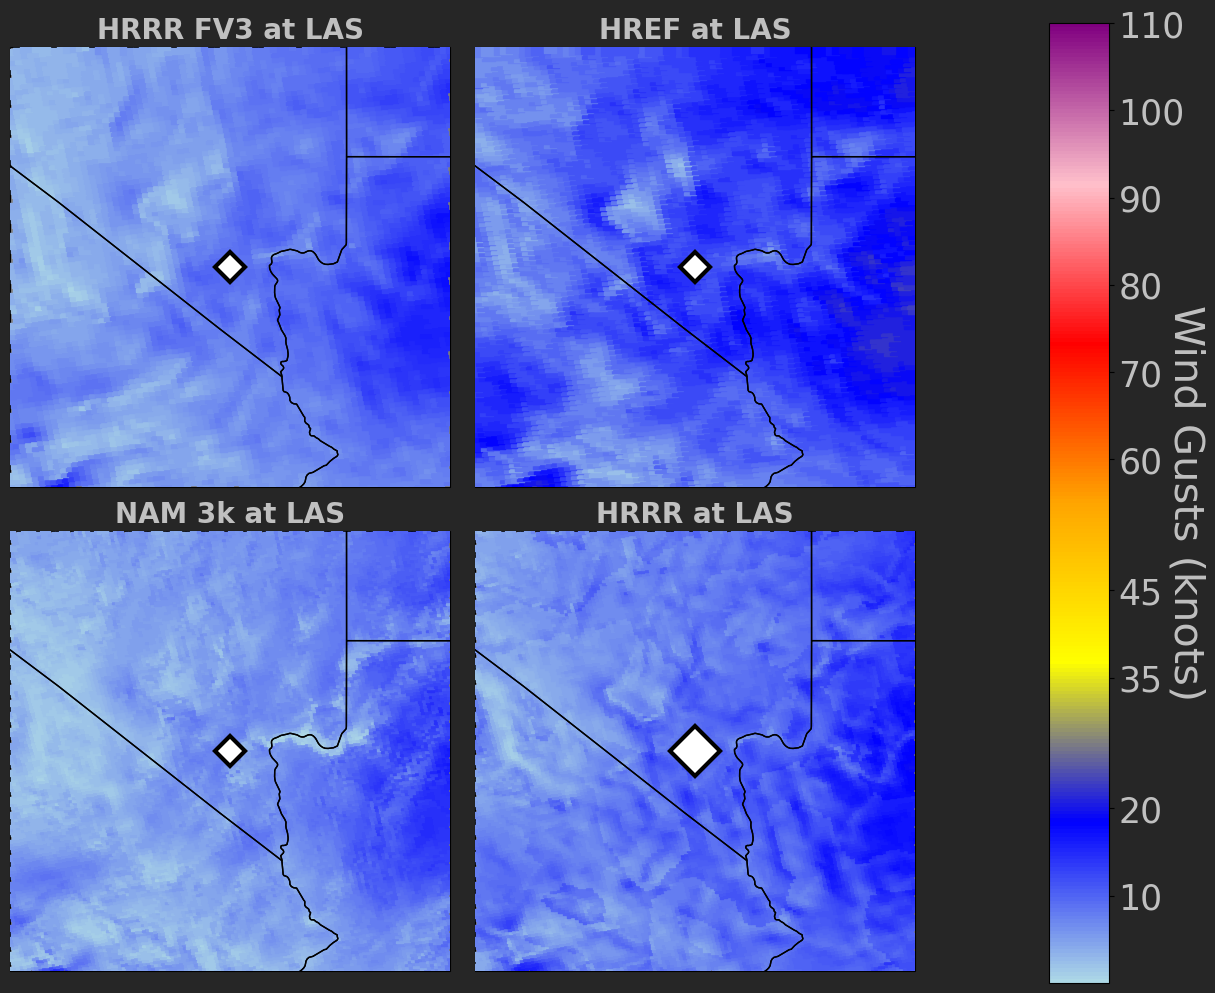 HRRR FV3 at LAS
HREF at LAS
NAM 3k at LAS
HRRR at LAS
110
100
90
80
70
60
45
35
20
10
Wind Gusts (knots)